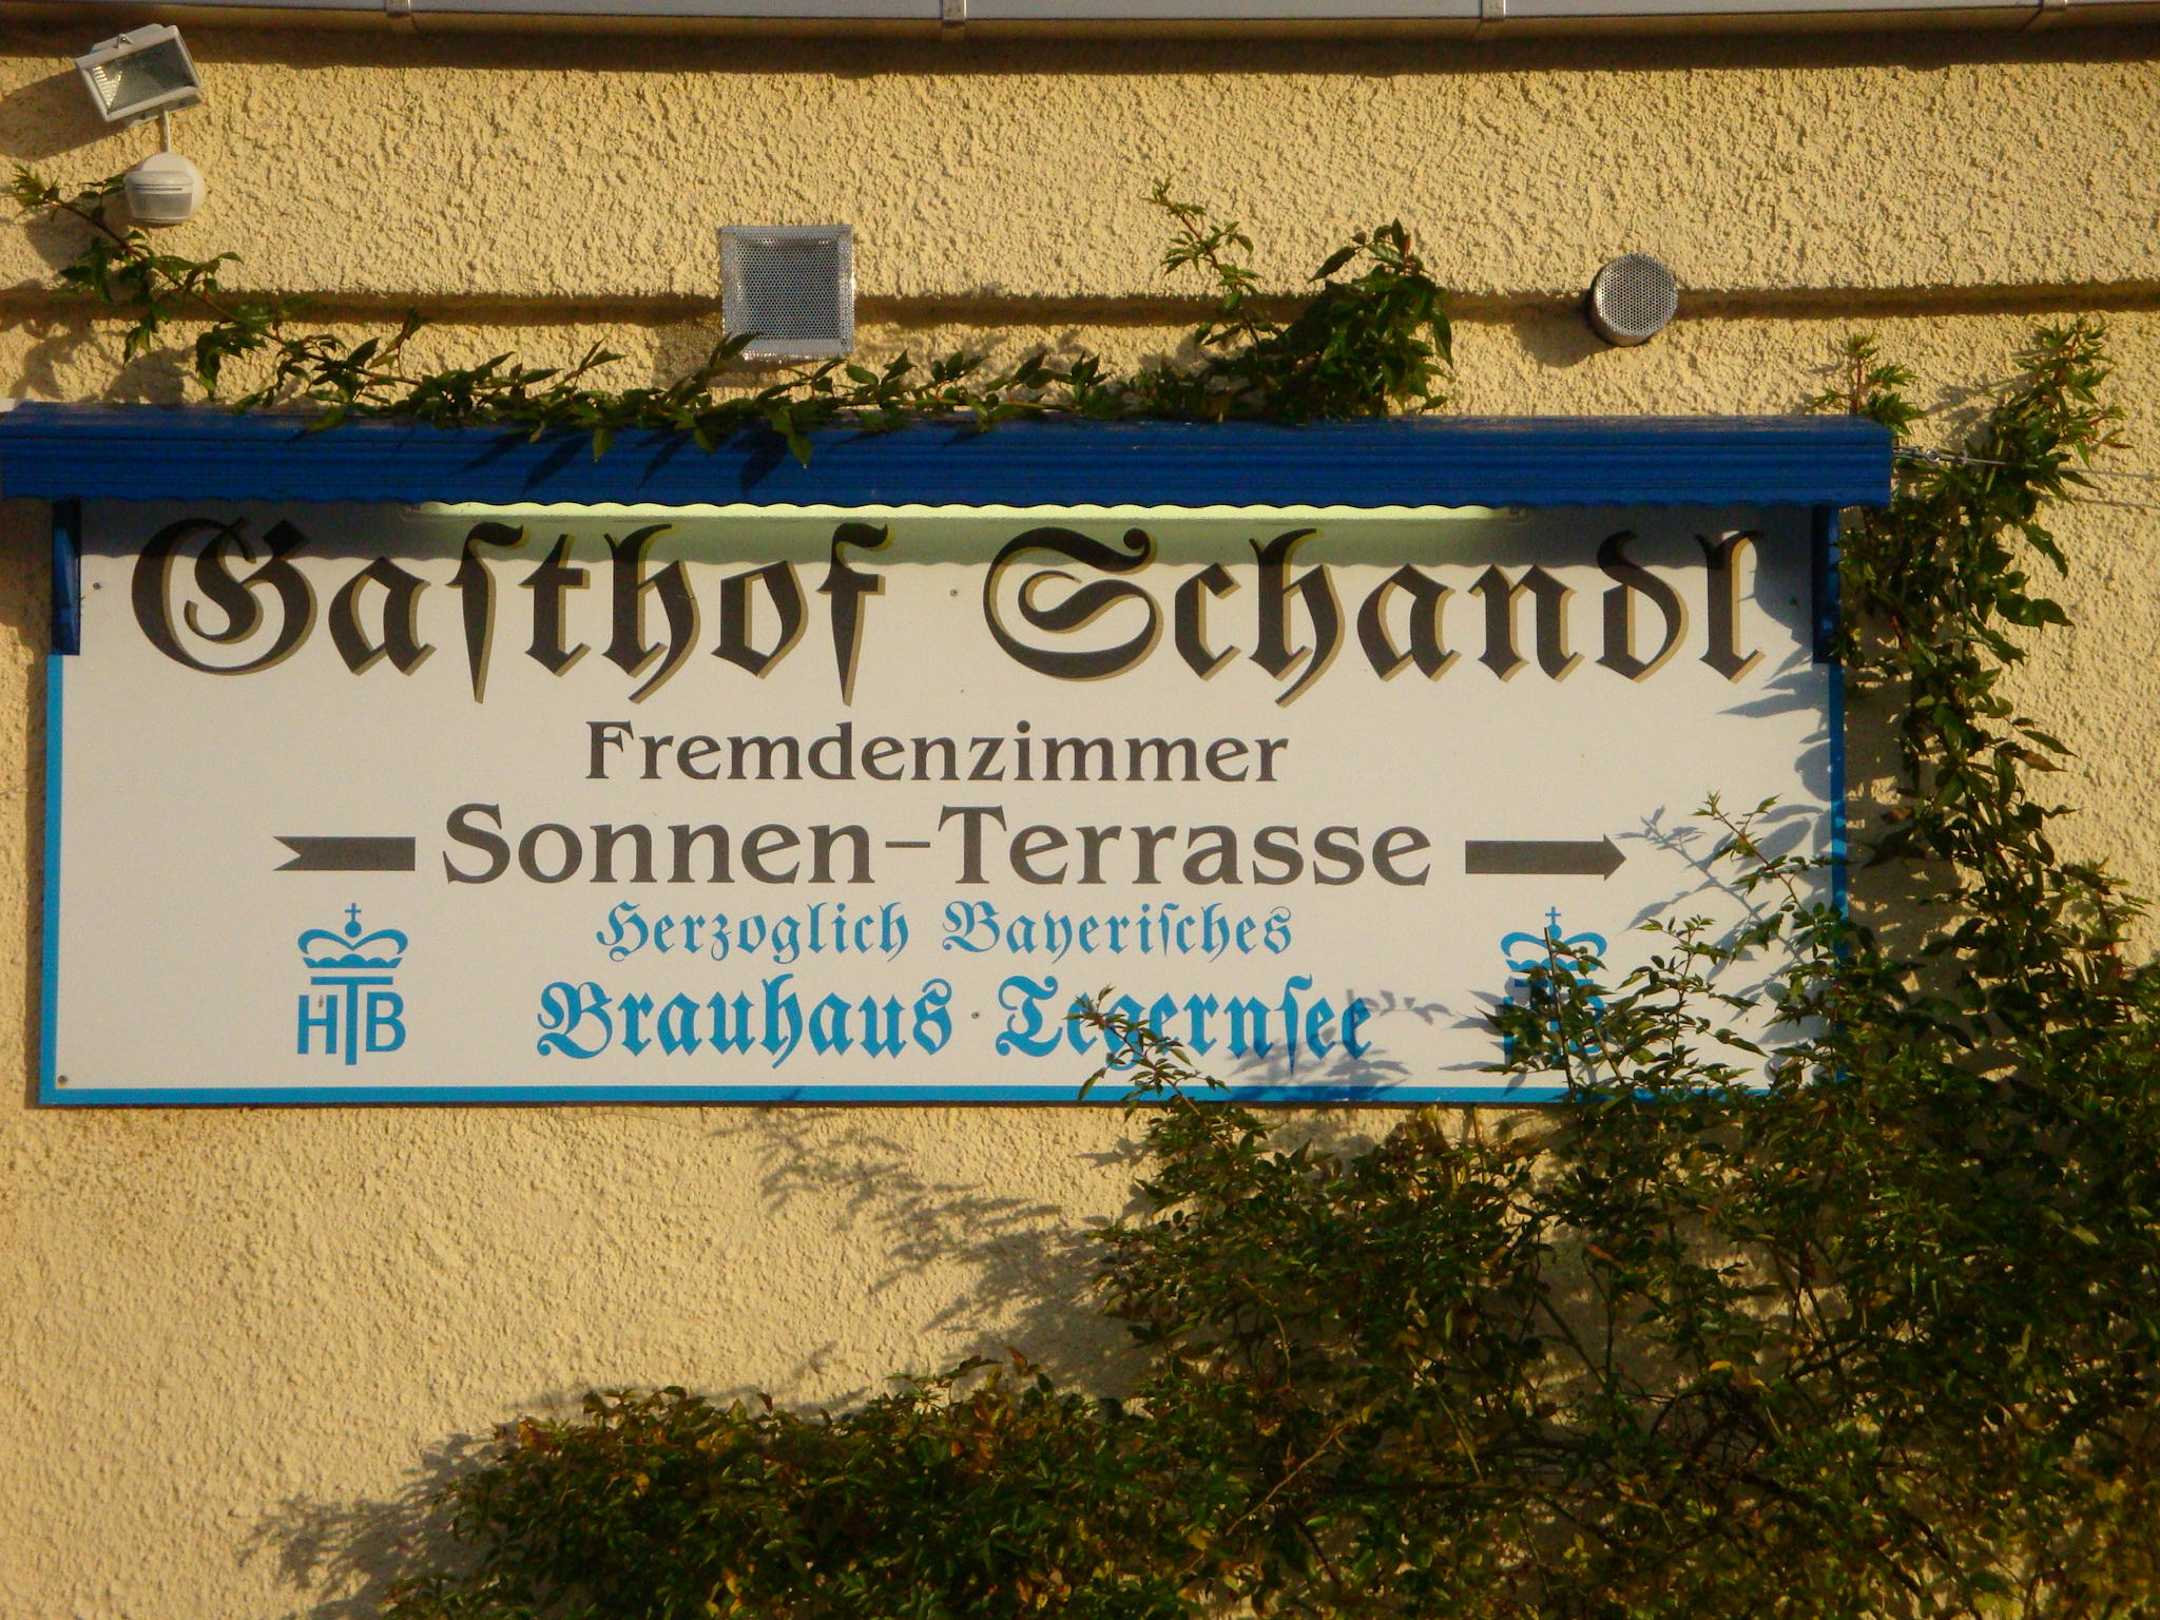 Gaſthof Schandl
Fremdenzimmer
Sonnen-Terrasse
Herzoglich Bayeriſches
Brauhaus Tegernſee
HTB